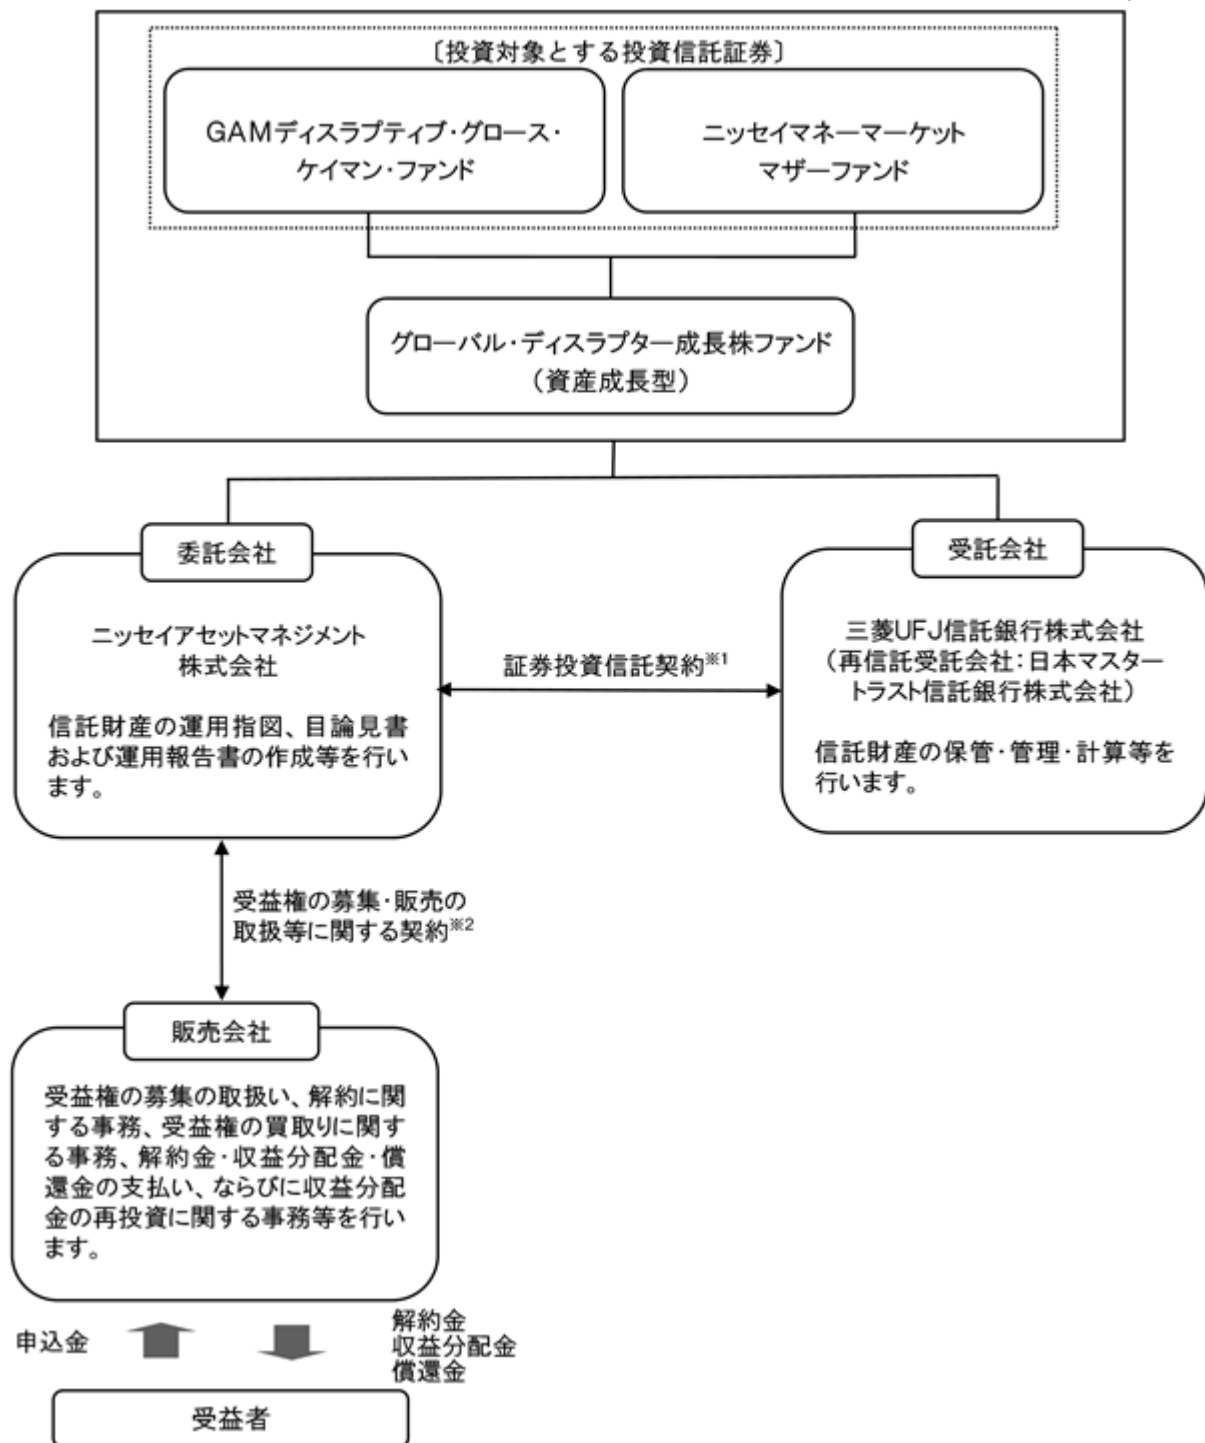 〔投資対象とする投資信託証券〕
GAMディスラプティブ・グロース・
ケイマン・ファンド
ニッセイマネーマーケット
マザーファンド
グローバル・ディスラプター成長株ファンド
（資産成長型）
委託会社
ニッセイアセットマネジメント
株式会社
信託財産の運用指図、目論見書
および運用報告書の作成等を行い
ます。
証券投資信託契約※1
受託会社
三菱UFJ信託銀行株式会社
（再信託受託会社：日本マスター
トラスト信託銀行株式会社）
信託財産の保管・管理・計算等を
行います。
受益権の募集・販売の
取扱等に関する契約※2
販売会社
受益権の募集の取扱い、解約に関
する事務、受益権の買取りに関す
る事務、解約金・収益分配金・償
還金の支払い、ならびに収益分配
金の再投資に関する事務等を行い
ます。
申込金
解約金
収益分配金
償還金
受益者